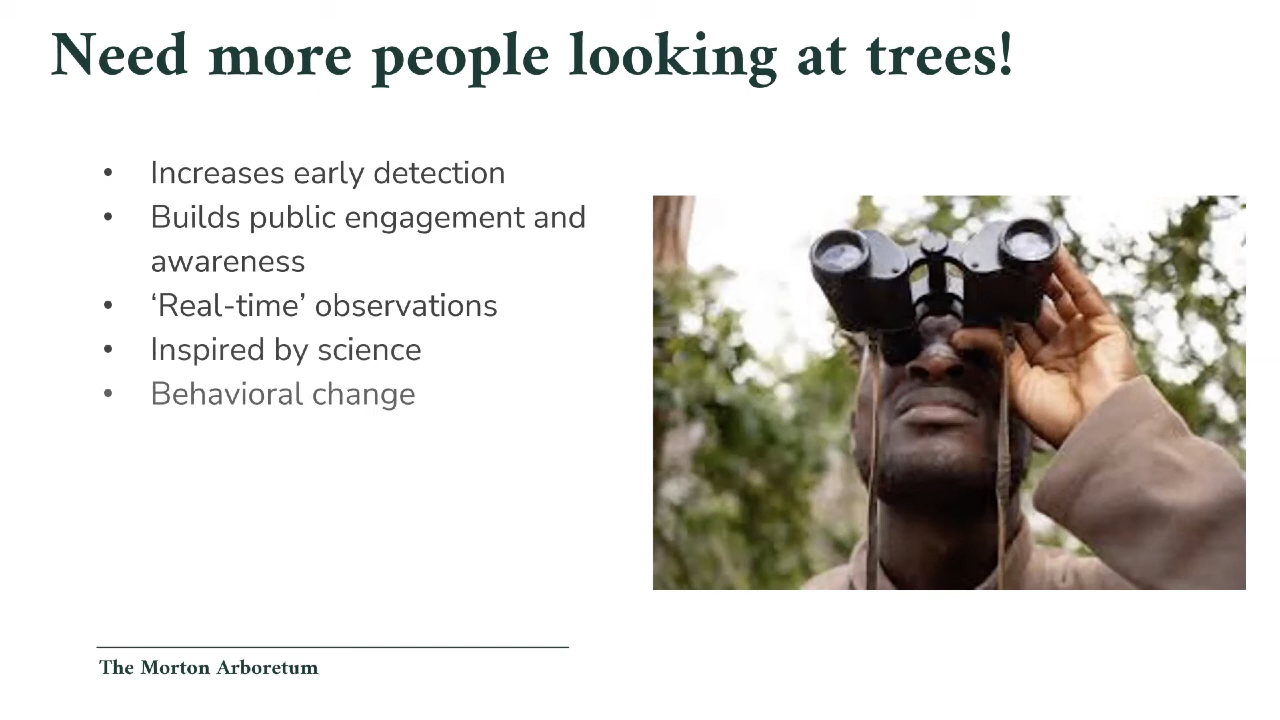 Need more people looking at trees!
• Increases early detection
• Builds public engagement and
awareness
• ‘Real-time’ observations
• Inspired by science
• Behavioral change
The Morton Arboretum